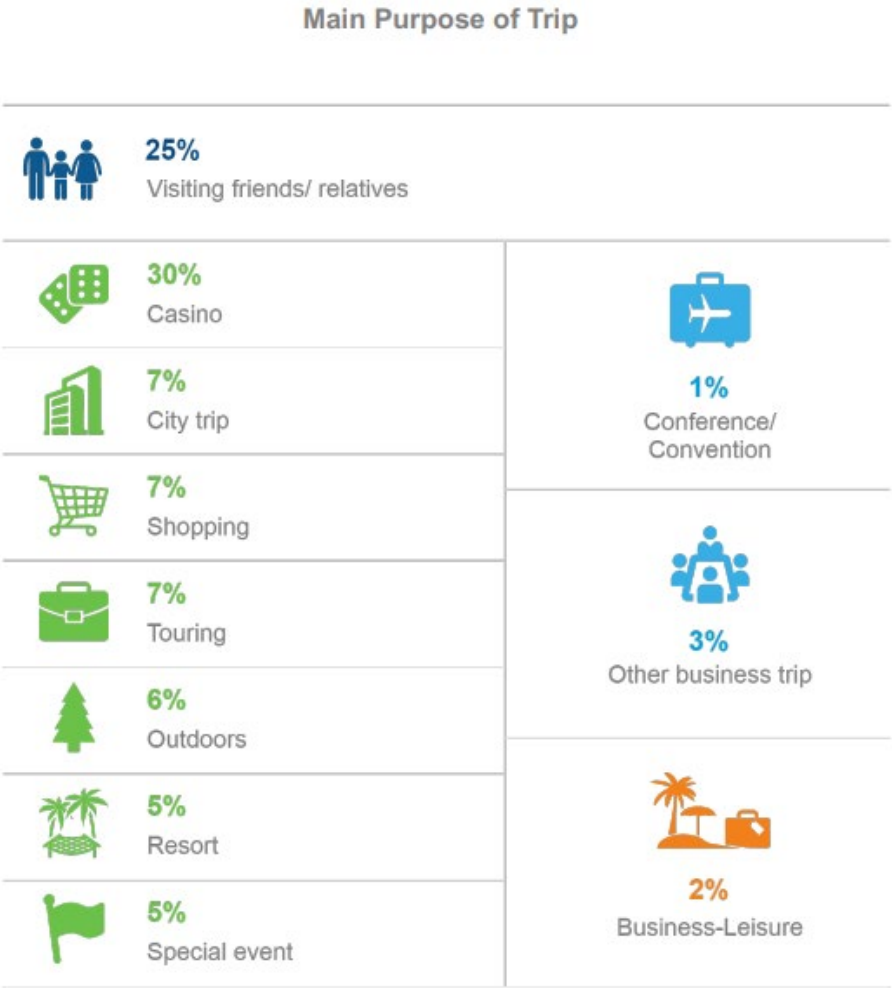 Main Purpose of Trip
25%
Visiting friends/ relatives
30%
Casino
7%
City trip
7%
Shopping
7%
Touring
6%
Outdoors
5%
Resort
5%
Special event
1%
Conference/
Convention
3%
Other business trip
2%
Business-Leisure